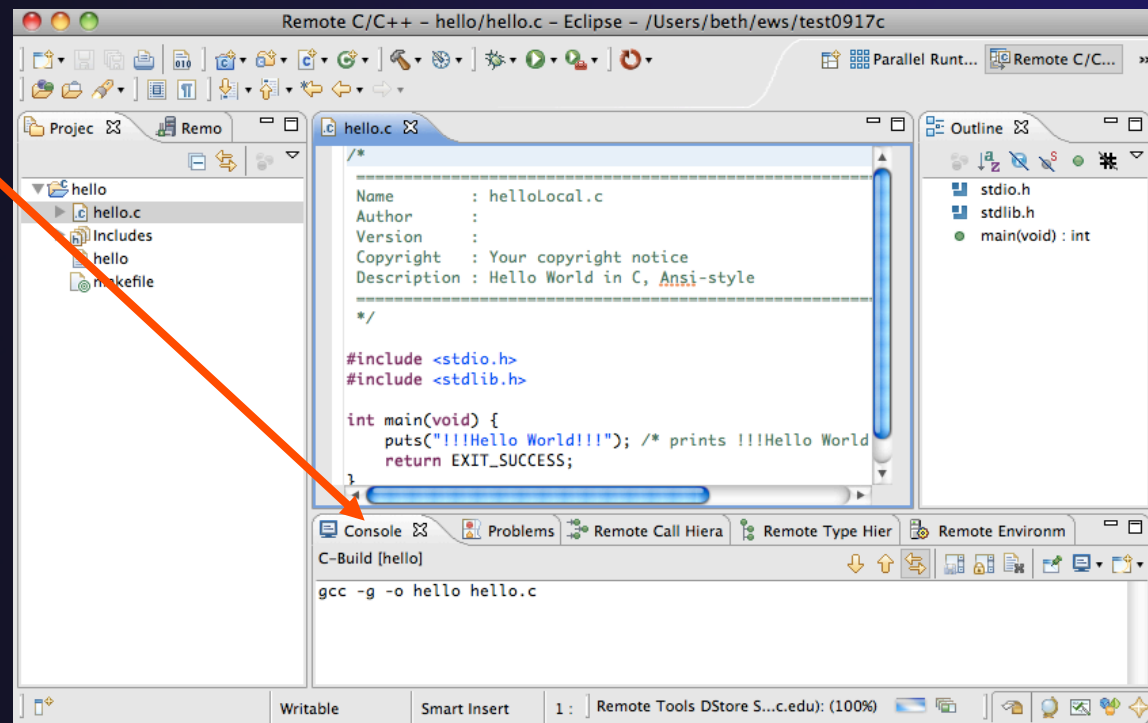 Remote C/C++ – hello/hello.c – Eclipse – /Users/beth/ews/test0917c
Parallel Runt... Remote C/C... »
Projec Remo
hello
hello.c
Includes
hello
makefile
hello.c
/*
============================================================
Name : helloLocal.c
Author :
Version :
Copyright : Your copyright notice
Description : Hello World in C, Ansi-style
============================================================
*/
#include <stdio.h>
#include <stdlib.h>
int main(void) {
puts("!!!Hello World!!!"); /* prints !!!Hello World
return EXIT_SUCCESS;
}
Outline
stdio.h
stdlib.h
main(void) : int
Console Problems Remote Call Hiera Remote Type Hier Remote Environm
C-Build [hello]
gcc -g -o hello hello.c
Writable Smart Insert 1 : Remote Tools DStore S...c.edu): (100%)